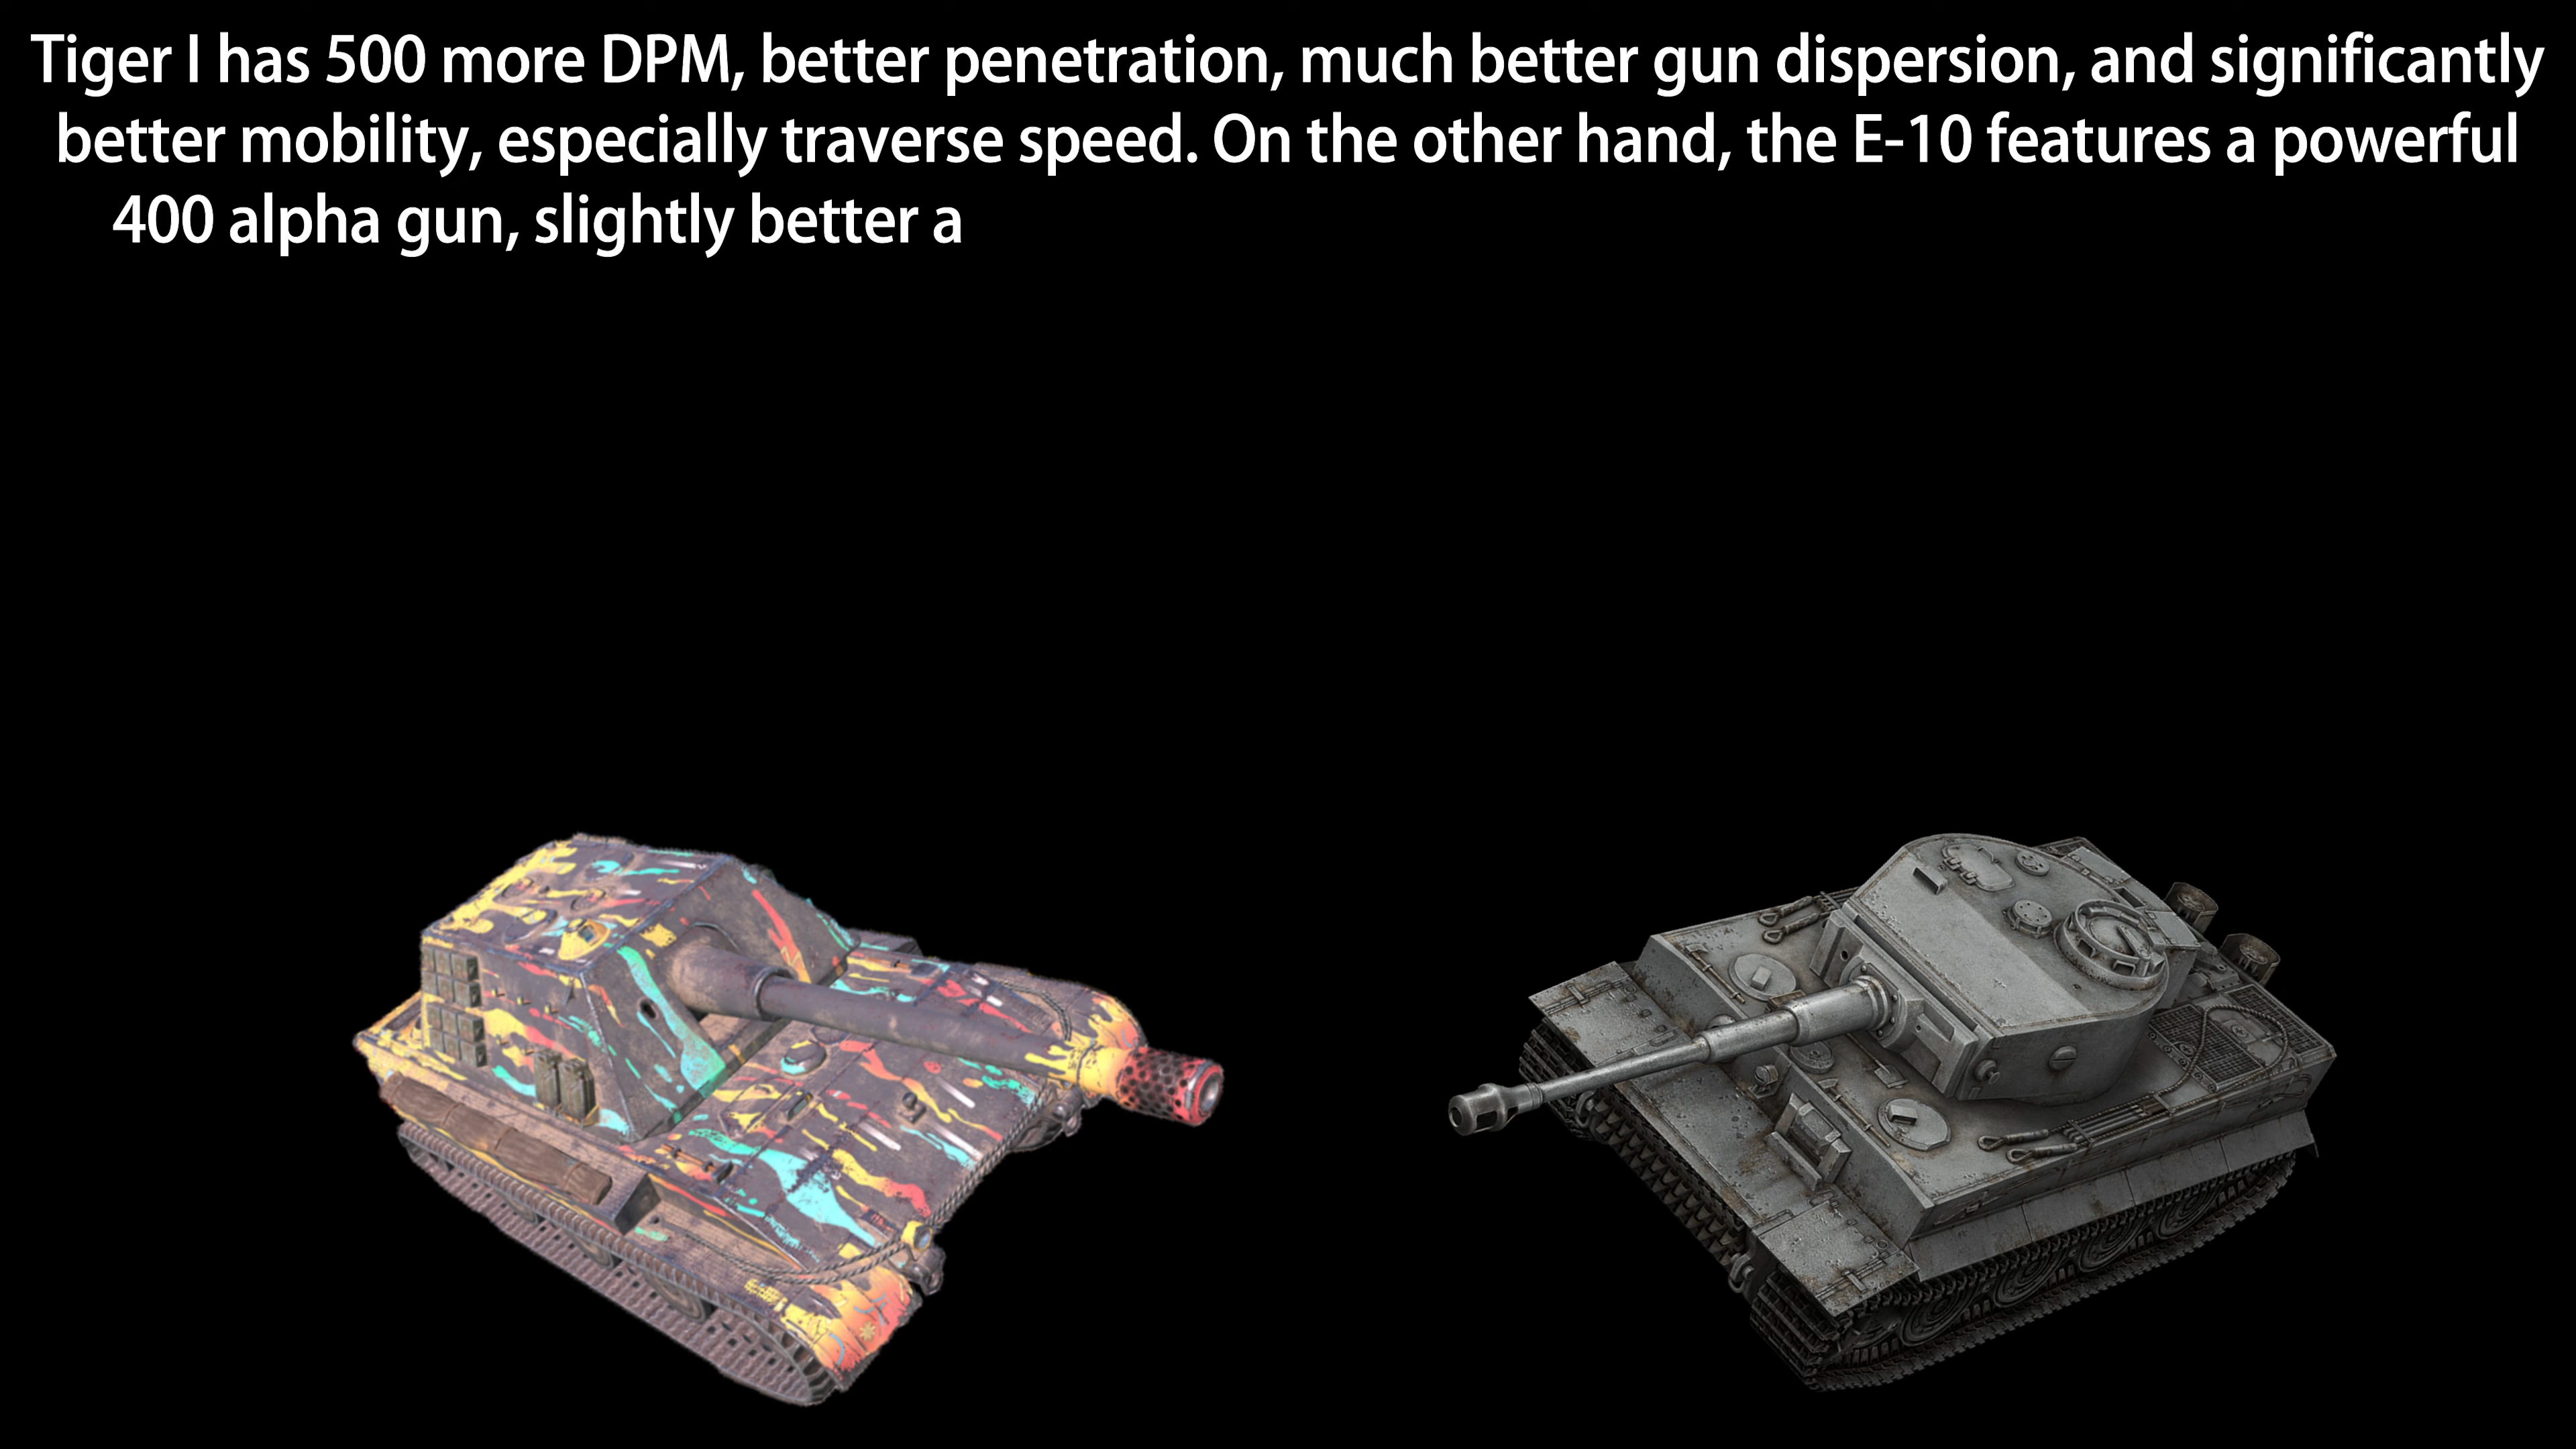 Tiger I has 500 more DPM, better penetration, much better gun dispersion, and significantly
better mobility, especially traverse speed. On the other hand, the E-10 features a powerful
400 alpha gun, slightly better a